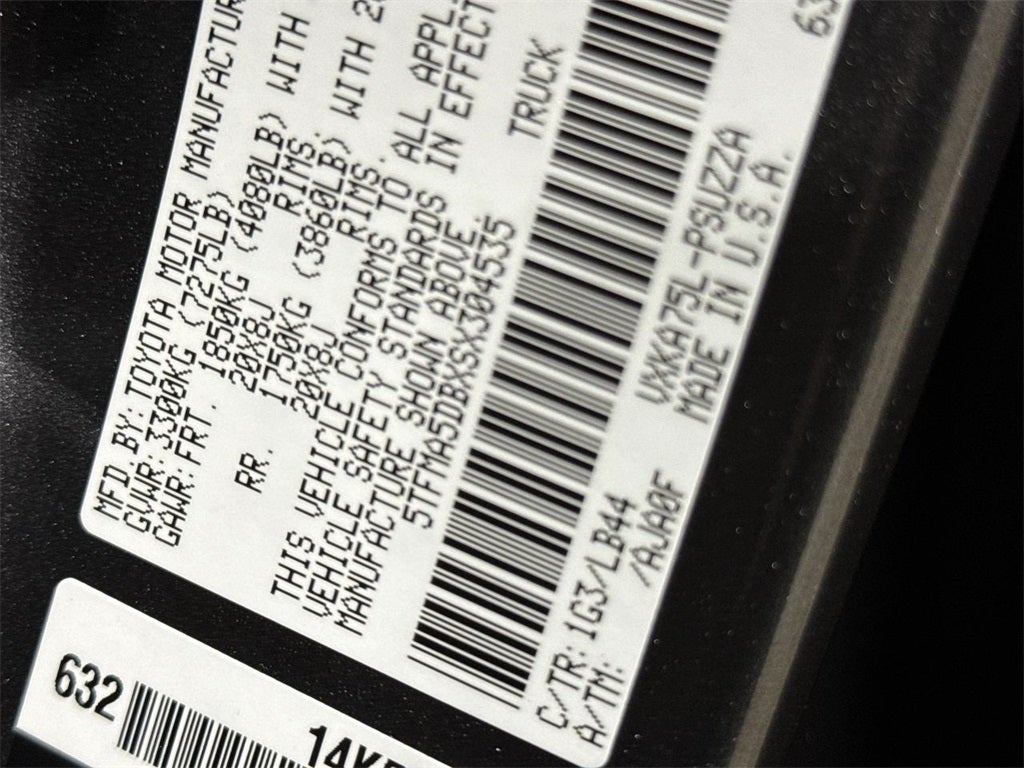 MFD BY: TOYOTA MOTOR MANUFACTUR
GVWR: 3300KG (7275LB)
GAWR: FRT. 1850KG (4080LB) WITH
20X8J RIMS.
RR. 1750KG (3860LB) WITH
20X8J RIMS.
THIS VEHICLE CONFORMS TO ALL APPL
VEHICLE SAFETY STANDARDS IN EFFECT
MANUFACTURE SHOWN ABOVE.
5TFMA5DBXSX304535 TRUCK
C/TR: 1G3/LB44 VXKA75L-PSUZZA
A/TM: /AJA0F MADE IN U.S.A.
632